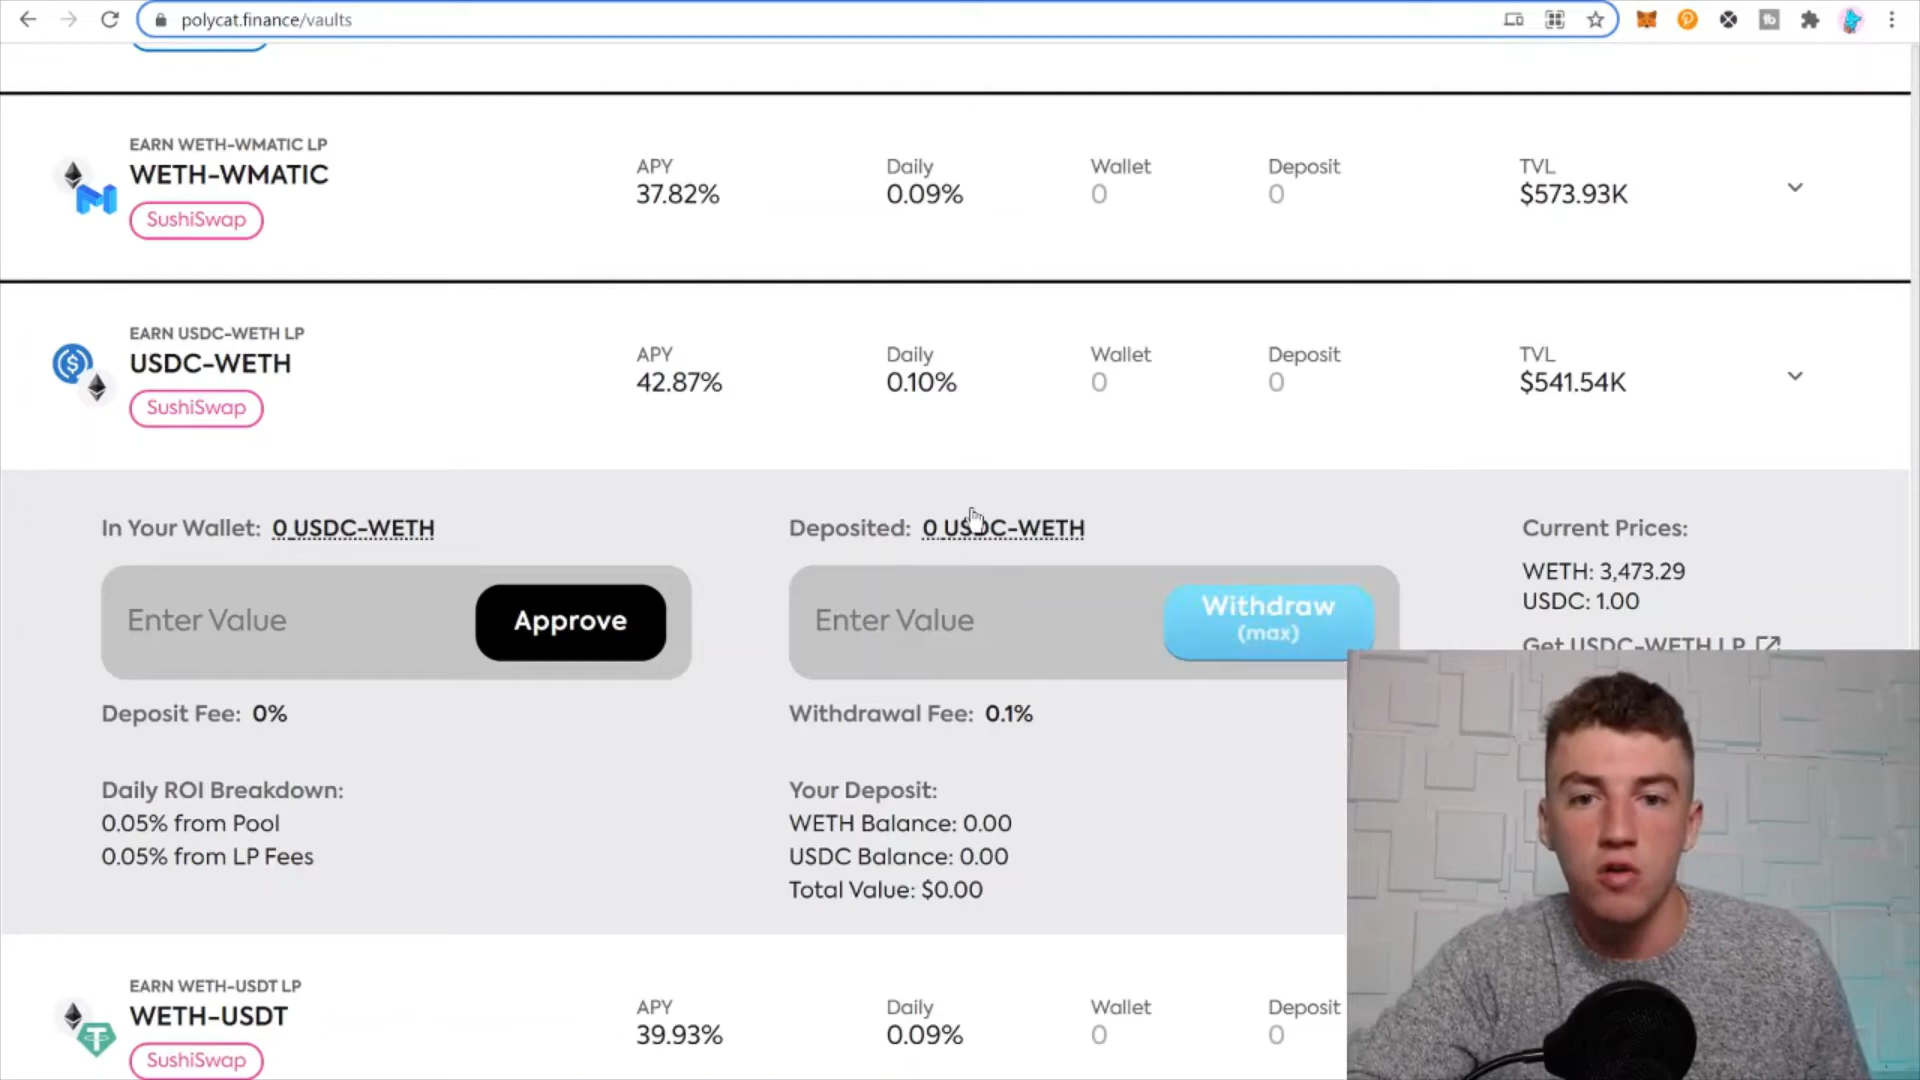 polycat.finance/vaults
EARN WETH-WMATIC LP
WETH-WMATIC
SushiSwap
APY
37.82%
Daily
0.09%
Wallet
0
Deposit
0
TVL
$573.93K
EARN USDC-WETH LP
USDC-WETH
SushiSwap
APY
42.87%
Daily
0.10%
Wallet
0
Deposit
0
TVL
$541.54K
In Your Wallet: 0 USDC-WETH
Enter Value
Approve
Deposit Fee: 0%
Daily ROI Breakdown:
0.05% from Pool
0.05% from LP Fees
Deposited: 0 USDC-WETH
Enter Value
Withdraw
(max)
Withdrawal Fee: 0.1%
Your Deposit:
WETH Balance: 0.00
USDC Balance: 0.00
Total Value: $0.00
Current Prices:
WETH: 3,473.29
USDC: 1.00
Get USDC-WETH LP
EARN WETH-USDT LP
WETH-USDT
SushiSwap
APY
39.93%
Daily
0.09%
Wallet
0
Deposit
0